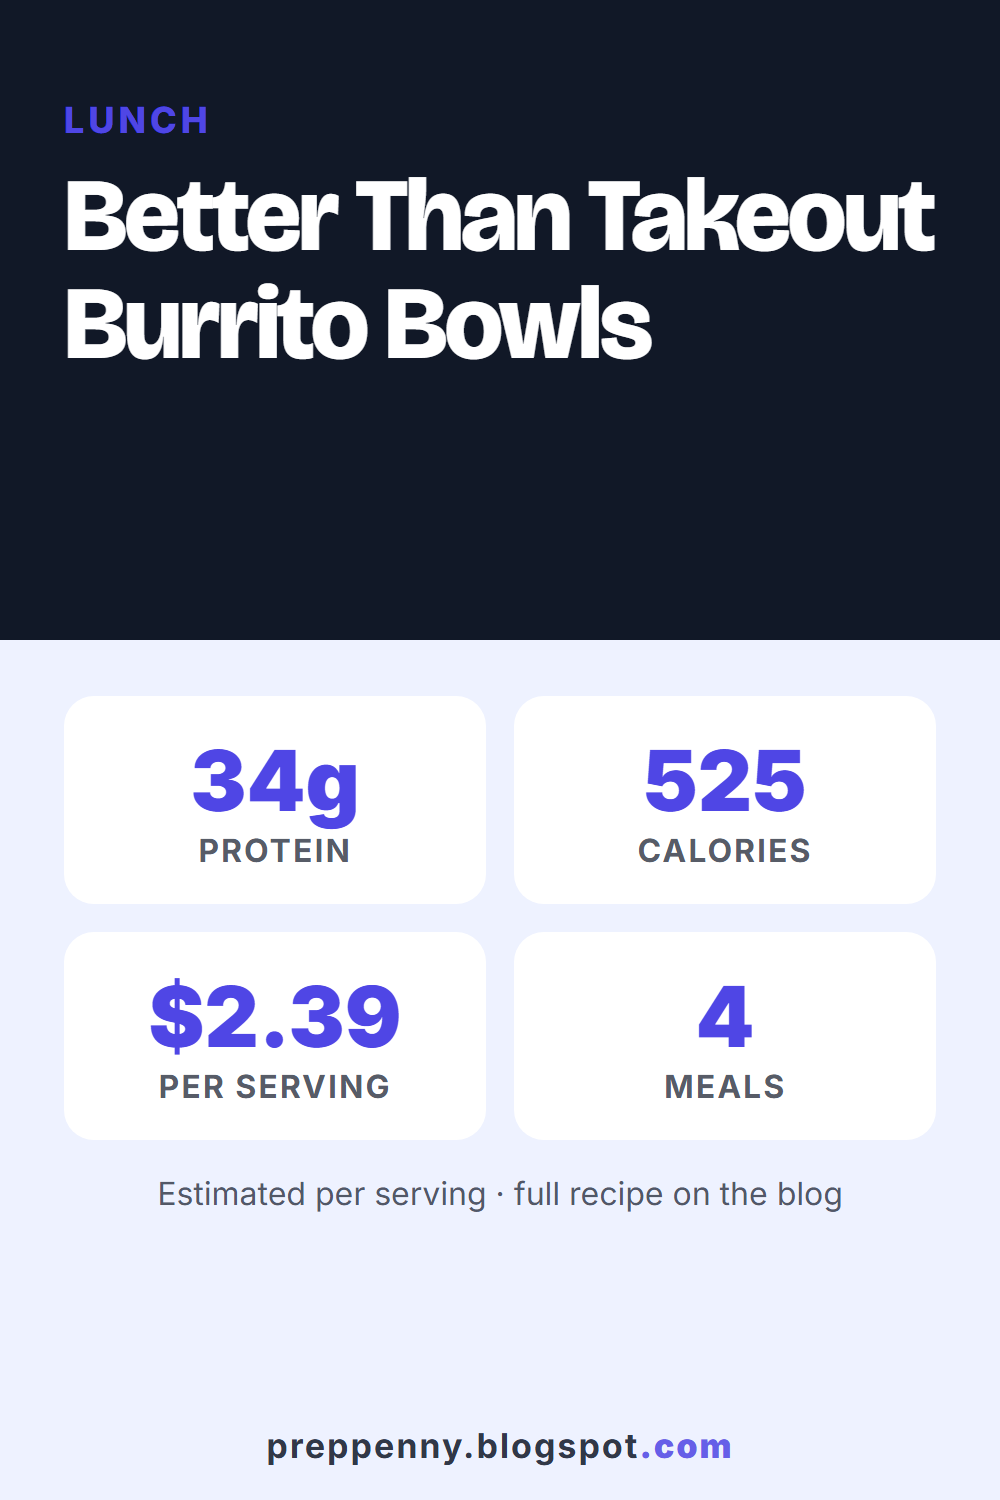 LUNCH
Better Than Takeout
Burrito Bowls
34g
PROTEIN
525
CALORIES
$2.39
PER SERVING
4
MEALS
Estimated per serving · full recipe on the blog
preppenny.blogspot.com